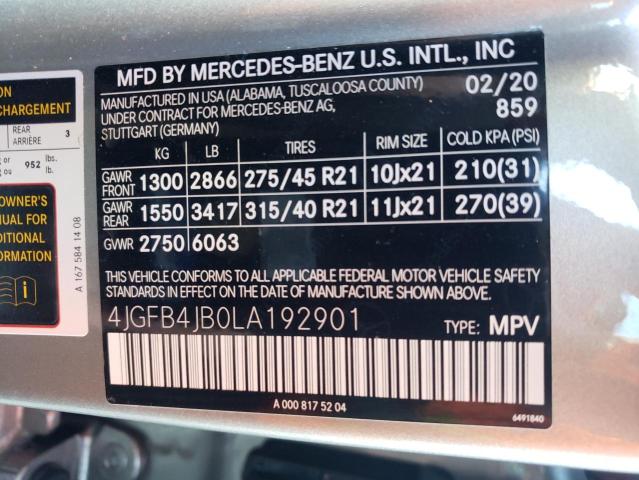 ION
CHARGEMENT
REAR
ARRIÈRE 3
g or 952 lbs.
g ou lb.
OWNER'S
MANUAL FOR
DITIONAL
FORMATION
i
A 167 584 14 08
MFD BY MERCEDES-BENZ U.S. INTL., INC
MANUFACTURED IN USA (ALABAMA, TUSCALOOSA COUNTY) 02/20
UNDER CONTRACT FOR MERCEDES-BENZ AG, 859
STUTTGART (GERMANY)
KG LB TIRES RIM SIZE COLD KPA (PSI)
GAWR FRONT 1300 2866 275/45 R21 10Jx21 210(31)
GAWR REAR 1550 3417 315/40 R21 11Jx21 270(39)
GVWR 2750 6063
THIS VEHICLE CONFORMS TO ALL APPLICABLE FEDERAL MOTOR VEHICLE SAFETY
STANDARDS IN EFFECT ON THE DATE OF MANUFACTURE SHOWN ABOVE.
4JGFB4JB0LA192901 TYPE: MPV
A 000 817 52 04
6491840